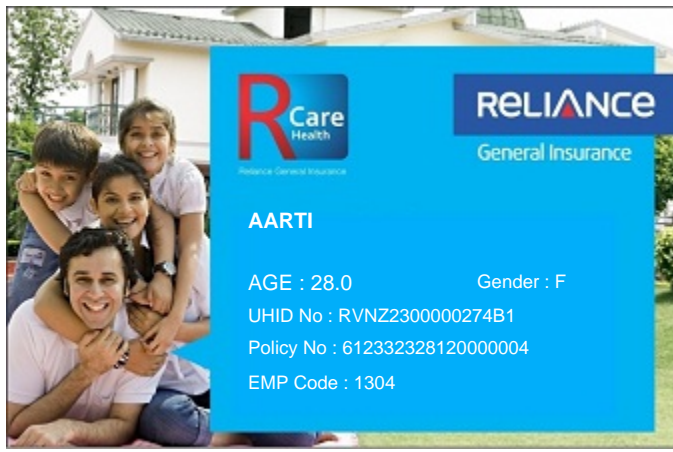 R Care
Health
Reliance General Insurance
RELIANCE
General Insurance
AARTI
AGE : 28.0
Gender : F
UHID No : RVNZ2300000274B1
Policy No : 612332328120000004
EMP Code : 1304